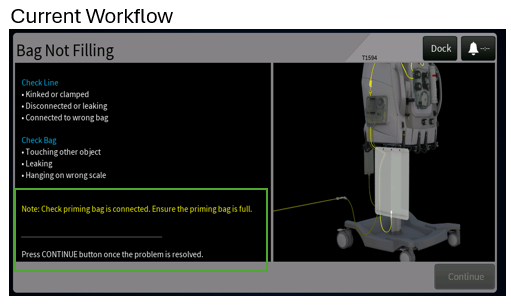 Current Workflow
Bag Not Filling
Dock
--:--
T1594
Check Line
• Kinked or clamped
• Disconnected or leaking
• Connected to wrong bag
Check Bag
• Touching other object
• Leaking
• Hanging on wrong scale
Note: Check priming bag is connected. Ensure the priming bag is full.
Press CONTINUE button once the problem is resolved.
Continue